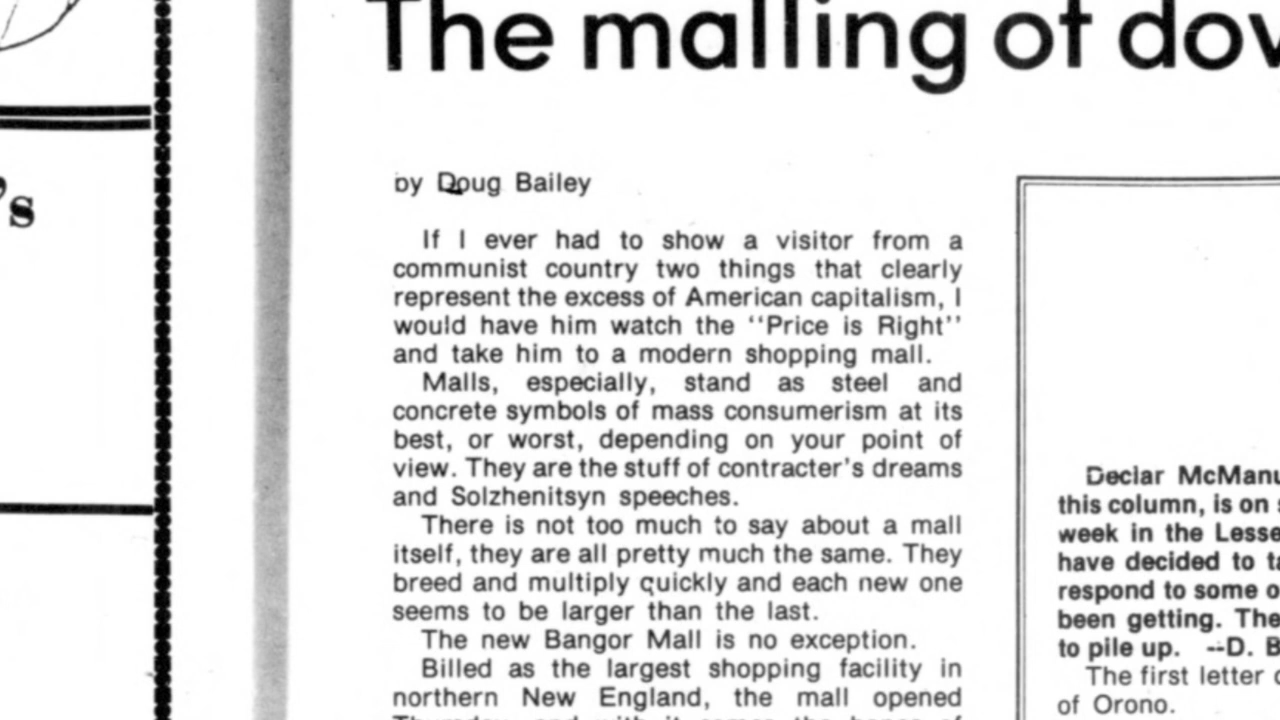 's
The malling of
by Doug Bailey
If I ever had to show a visitor from a
communist country two things that clearly
represent the excess of American capitalism, I
would have him watch the "Price is Right"
and take him to a modern shopping mall.
Malls, especially, stand as steel and
concrete symbols of mass consumerism at its
best, or worst, depending on your point of
view. They are the stuff of contracter's dreams
and Solzhenitsyn speeches.
There is not too much to say about a mall
itself, they are all pretty much the same. They
breed and multiply quickly and each new one
seems to be larger than the last.
The new Bangor Mall is no exception.
Billed as the largest shopping facility in
northern New England, the mall opened
Thursday, and with it comes the hopes of
Declar McManu
this column, is on
week in the Lesse
have decided to
respond to some
been getting. The
to pile up. --D. B
The first letter
of Orono.